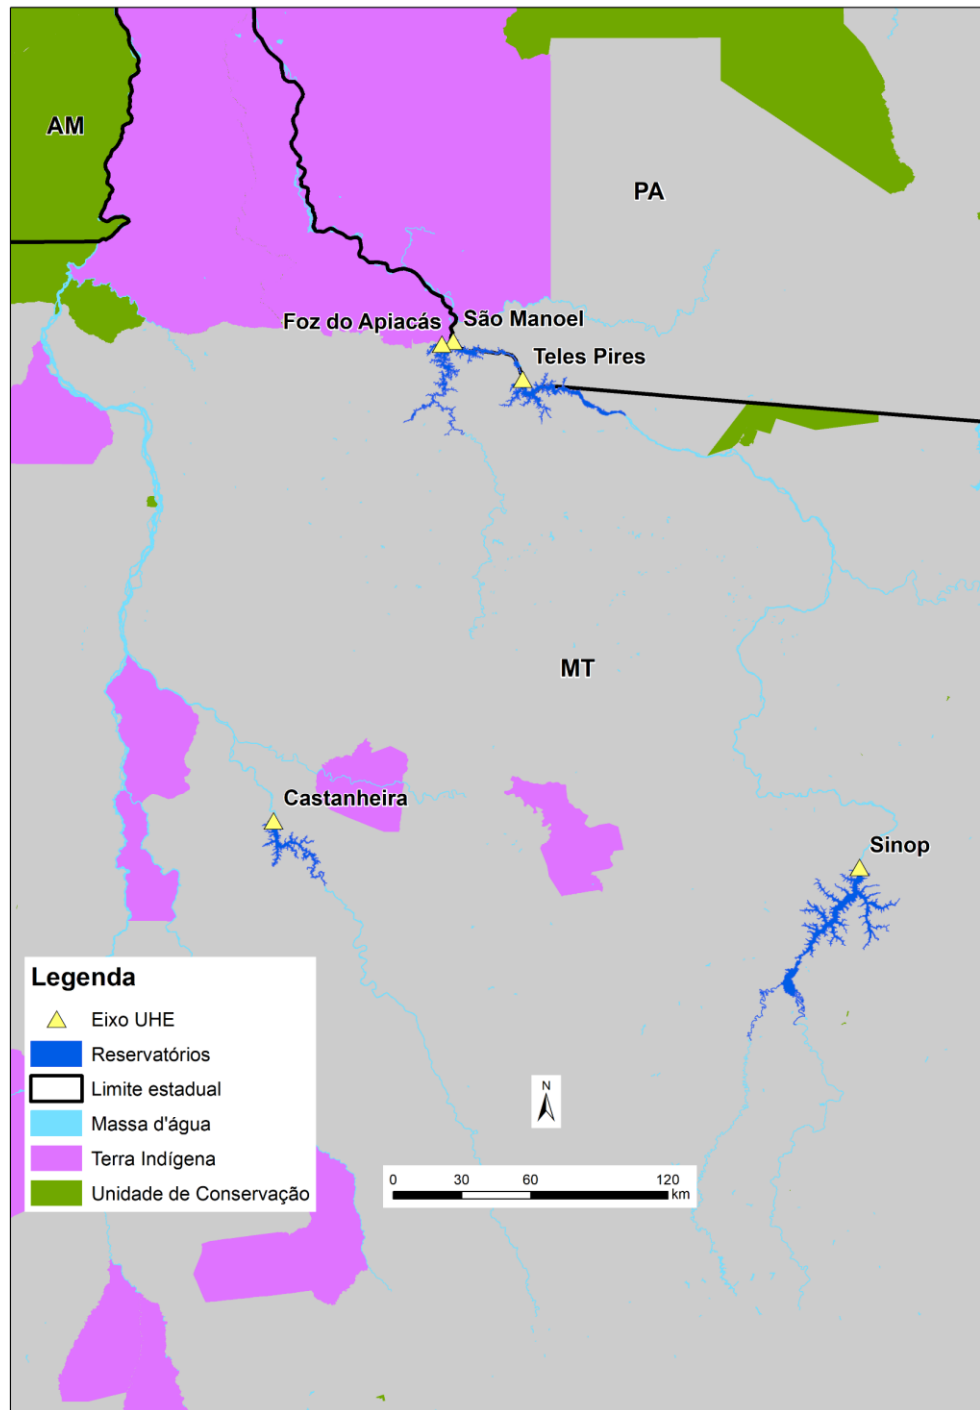 AM
PA
Foz do Apiacás
São Manoel
Teles Pires
MT
Castanheira
Sinop
Legenda
Eixo UHE
Reservatórios
Limite estadual
Massa d'água
Terra Indígena
Unidade de Conservação
N
0 30 60 120
km